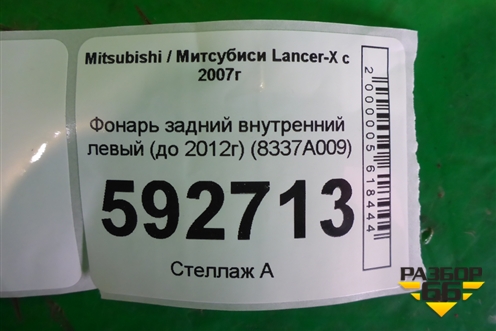 Mitsubishi / Митсубиси Lancer-X с
2007г
Фонарь задний внутренний
левый (до 2012г) (8337A009)
592713
Стеллаж А
2000005618444
РАЗБОР
66